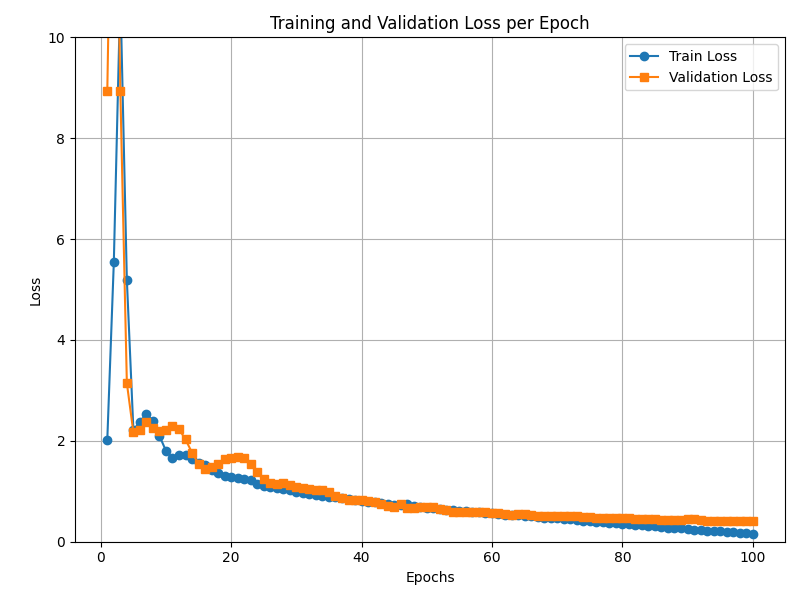 Training and Validation Loss per Epoch
Train Loss
Validation Loss
Loss
10
8
6
4
2
0
0 20 40 60 80 100
Epochs